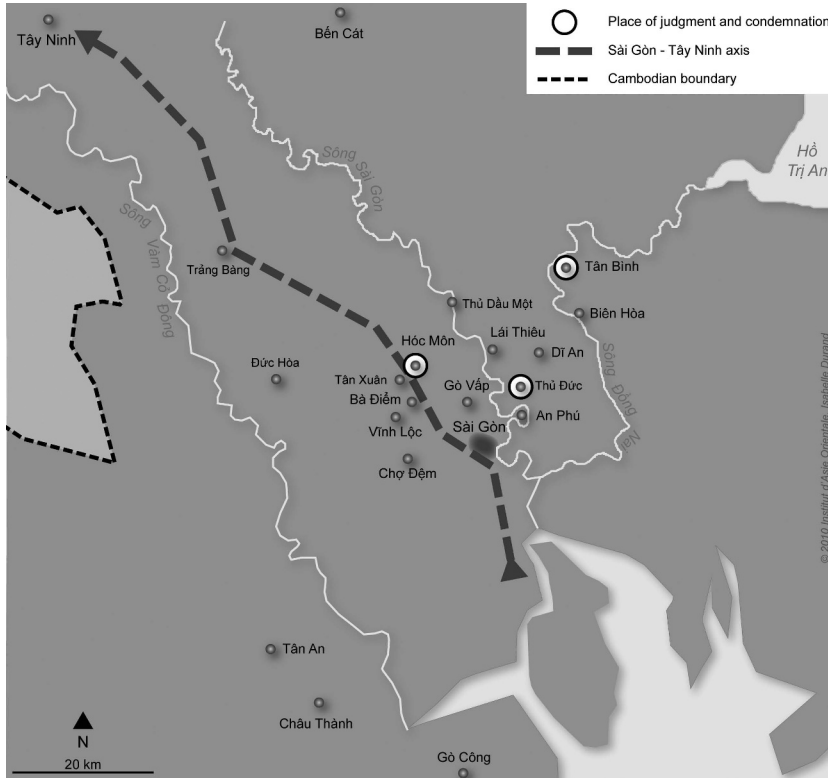 Place of judgment and condemnation
Sài Gòn - Tây Ninh axis
Cambodian boundary
Tây Ninh
Bến Cát
Hồ
Trị An
Sông Sài Gòn
Sông Vàm Cỏ Đông
Tân Bình
Trảng Bàng
Thủ Dầu Một
Biên Hòa
Hóc Môn
Lái Thiêu
Dĩ An
Sông Đồng Nai
Đức Hòa
Tân Xuân
Thủ Đức
Bà Điểm
Gò Vấp
An Phú
Vĩnh Lộc
Sài Gòn
Chợ Đệm
© 2010 Institut d'Asie Orientale, Isabelle Durand
Tân An
Châu Thành
N
20 km
Gò Công